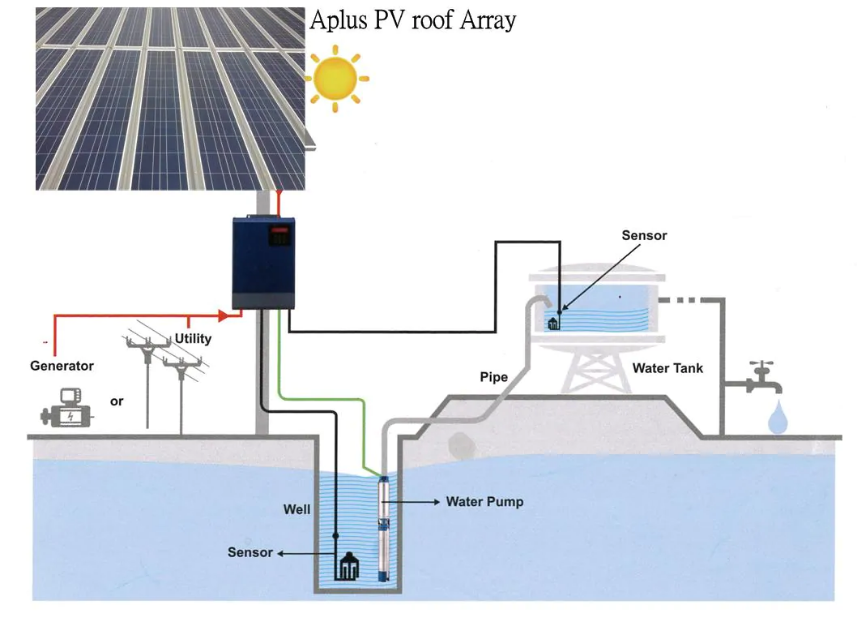 Aplus PV roof Array
Sensor
Utility
Generator
or
Pipe
Water Tank
Well
Water Pump
Sensor